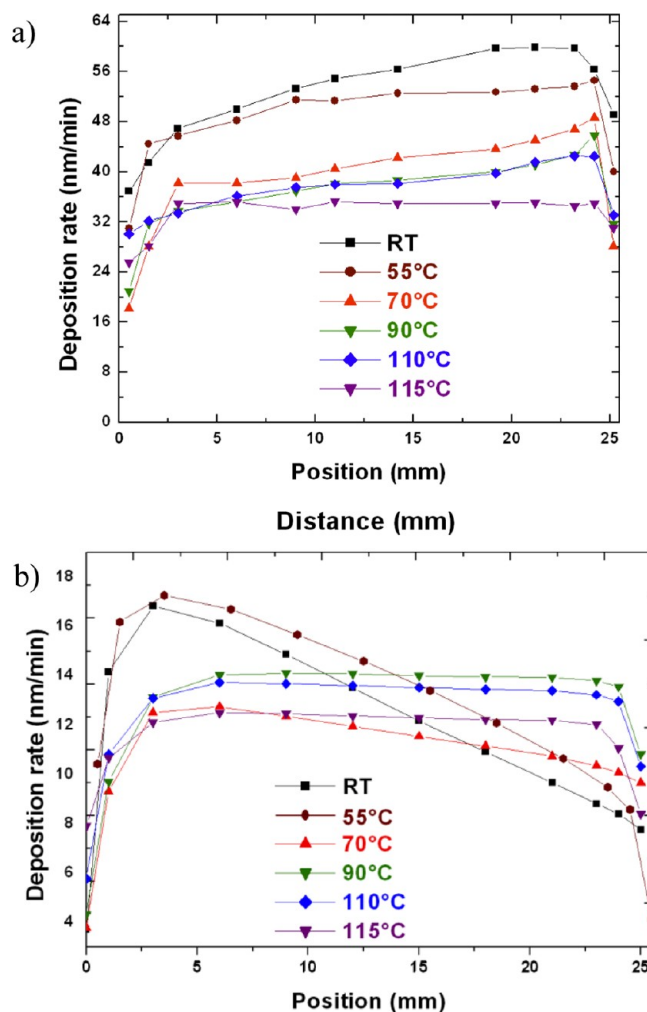 a)
Deposition rate (nm/min)
64
56
48
40
32
24
16
8
0
RT
55°C
70°C
90°C
110°C
115°C
0 5 10 15 20 25
Position (mm)
Distance (mm)
b)
Deposition rate (nm/min)
18
16
14
12
10
8
6
4
RT
55°C
70°C
90°C
110°C
115°C
0 5 10 15 20 25
Position (mm)